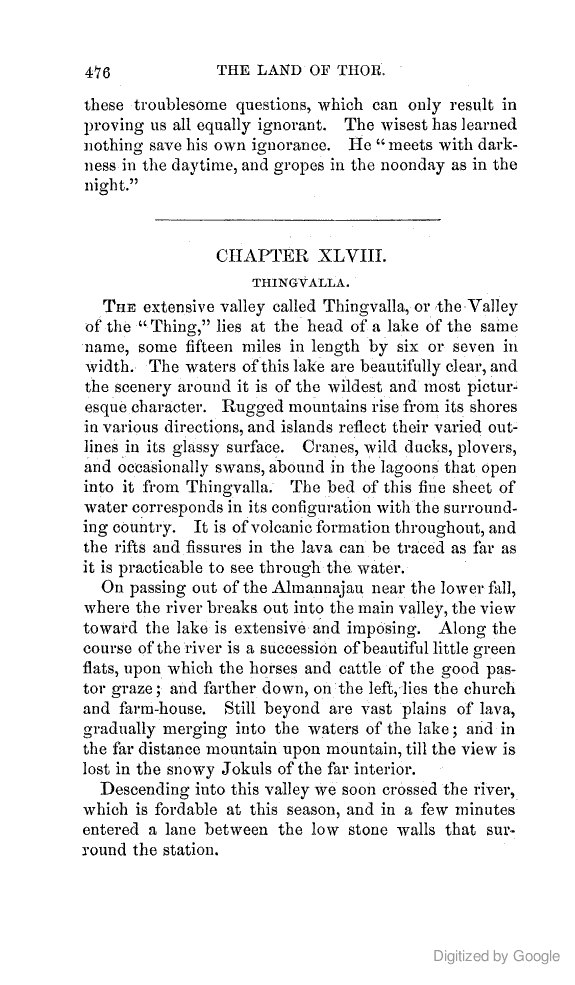 476 THE LAND OF THOR.
these troublesome questions, which can only result in
proving us all equally ignorant. The wisest has learned
nothing save his own ignorance. He “meets with dark-
ness in the daytime, and gropes in the noonday as in the
night.”
CHAPTER XLVIII.
THINGVALLA.
THE extensive valley called Thingvalla, or the Valley
of the “Thing,” lies at the head of a lake of the same
name, some fifteen miles in length by six or seven in
width. The waters of this lake are beautifully clear, and
the scenery around it is of the wildest and most pictur-
esque character. Rugged mountains rise from its shores
in various directions, and islands reflect their varied out-
lines in its glassy surface. Cranes, wild ducks, plovers,
and occasionally swans, abound in the lagoons that open
into it from Thingvalla. The bed of this fine sheet of
water corresponds in its configuration with the surround-
ing country. It is of volcanic formation throughout, and
the rifts and fissures in the lava can be traced as far as
it is practicable to see through the water.
On passing out of the Almannajau near the lower fall,
where the river breaks out into the main valley, the view
toward the lake is extensive and imposing. Along the
course of the river is a succession of beautiful little green
flats, upon which the horses and cattle of the good pas-
tor graze; and farther down, on the left, lies the church
and farm-house. Still beyond are vast plains of lava,
gradually merging into the waters of the lake; and in
the far distance mountain upon mountain, till the view is
lost in the snowy Jokuls of the far interior.
Descending into this valley we soon crossed the river,
which is fordable at this season, and in a few minutes
entered a lane between the low stone walls that sur-
round the station.
Digitized by Google